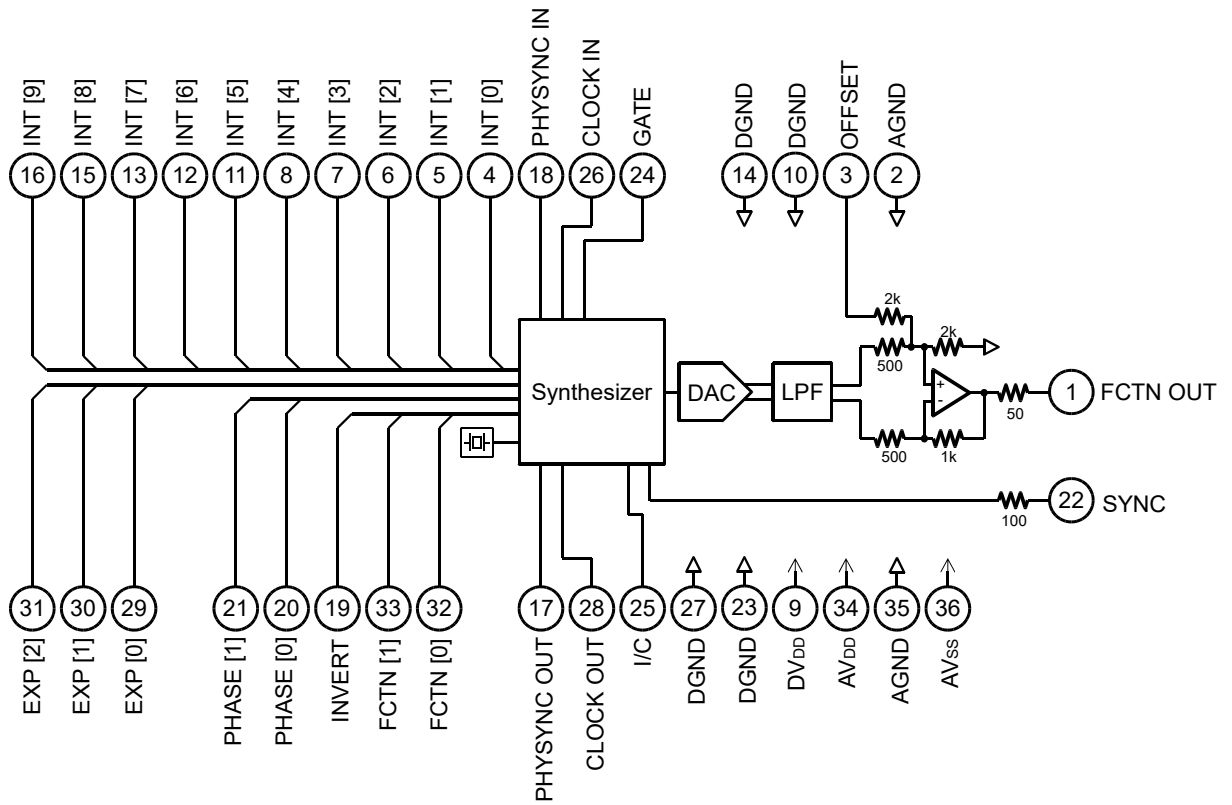 INT [9]
INT [8]
INT [7]
INT [6]
INT [5]
INT [4]
INT [3]
INT [2]
INT [1]
INT [0]
PHYSYNC IN
CLOCK IN
GATE
DGND
DGND
OFFSET
AGND
16
15
13
12
11
8
7
6
5
4
18
26
24
14
10
3
2
2k
2k
500
Synthesizer
DAC
LPF
+
-
50
1
FCTN OUT
500
1k
100
22
SYNC
31
30
29
21
20
19
33
32
17
28
25
27
23
9
34
35
36
EXP [2]
EXP [1]
EXP [0]
PHASE [1]
PHASE [0]
INVERT
FCTN [1]
FCTN [0]
PHYSYNC OUT
CLOCK OUT
I/C
DGND
DGND
DVDD
AVDD
AGND
AVSS